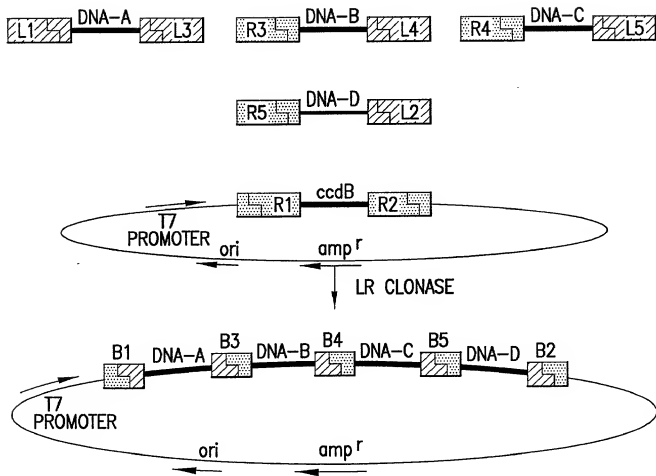 L1 DNA-A L3 R3 DNA-B L4 R4 DNA-C L5
R5 DNA-D L2
R1 ccdB R2
T7
PROMOTER
ori amp r
LR CLONASE
B1 DNA-A B3 DNA-B B4 DNA-C B5 DNA-D B2
T7
PROMOTER
ori amp r